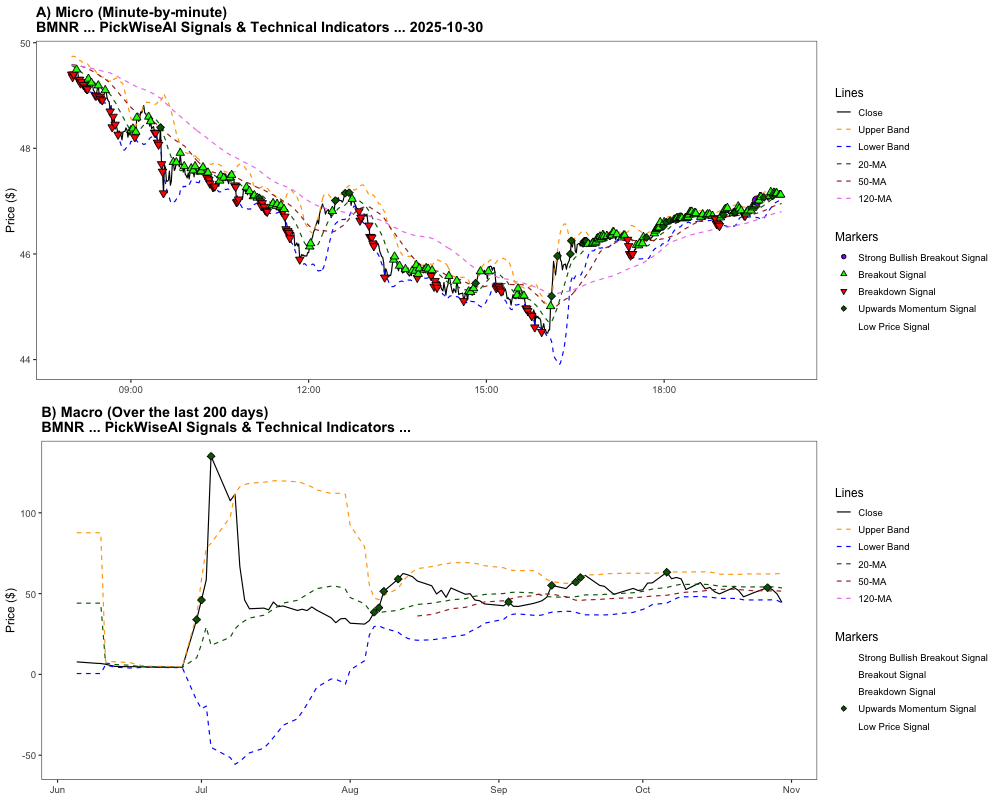 A) Micro (Minute-by-minute)
BMNR ... PickWiseAI Signals & Technical Indicators ... 2025-10-30
50
48
46
44
Price ($)
09:00
12:00
15:00
18:00
Lines
Close
Upper Band
Lower Band
20-MA
50-MA
120-MA
Markers
Strong Bullish Breakout Signal
Breakout Signal
Breakdown Signal
Upwards Momentum Signal
Low Price Signal
B) Macro (Over the last 200 days)
BMNR ... PickWiseAI Signals & Technical Indicators ...
100
50
0
-50
Price ($)
Jun
Jul
Aug
Sep
Oct
Nov
Lines
Close
Upper Band
Lower Band
20-MA
50-MA
120-MA
Markers
Strong Bullish Breakout Signal
Breakout Signal
Breakdown Signal
Upwards Momentum Signal
Low Price Signal